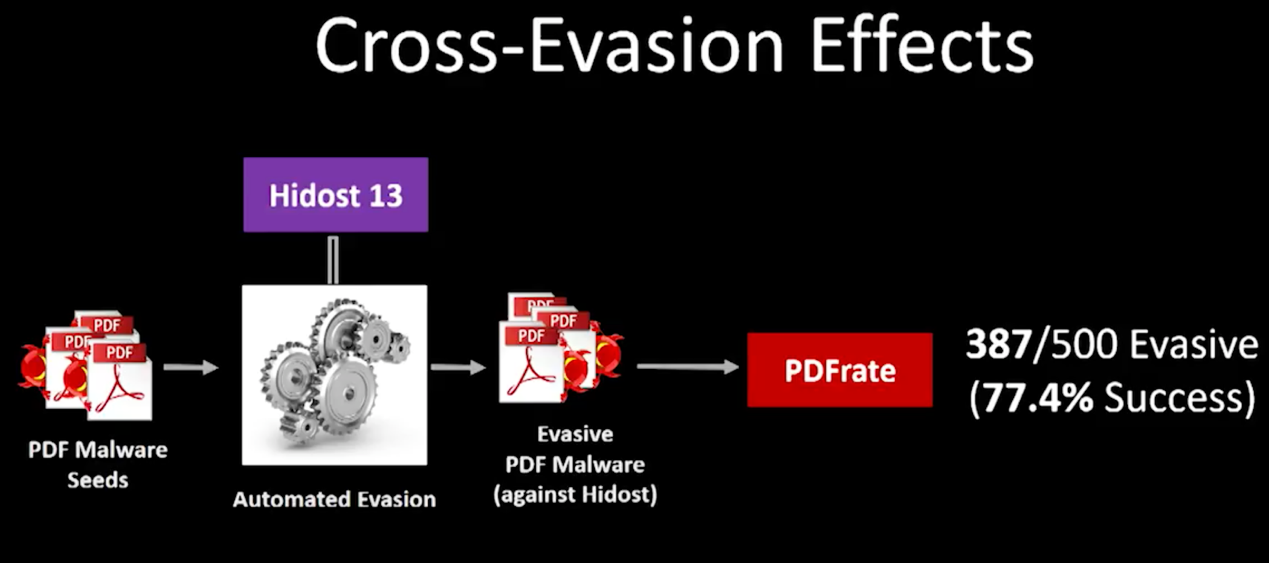 Cross-Evasion Effects
Hidost 13
PDF
PDF
PDF
PDF Malware
Seeds
Automated Evasion
PDF
PDF
PDF
Evasive
PDF Malware
(against Hidost)
PDFrate
387/500 Evasive
(77.4% Success)